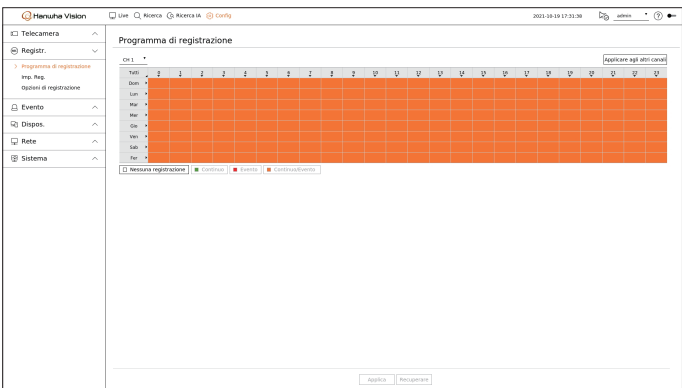 Hanwha Vision
Live Ricerca Ricerca IA Config
2021-10-19 17:31:38 admin
Telecamera
Registr.
Programma di registrazione
Imp. Reg.
Opzioni di registrazione
Evento
Dispos.
Rete
Sistema
Programma di registrazione
CH 1
Applicare agli altri canali
Tutti 0 1 2 3 4 5 6 7 8 9 10 11 12 13 14 15 16 17 18 19 20 21 22 23
Dom
Lun
Mar
Mer
Gio
Ven
Sab
Fer
Nessuna registrazione Continuo Evento Continuo/Evento
Applica Recuperare